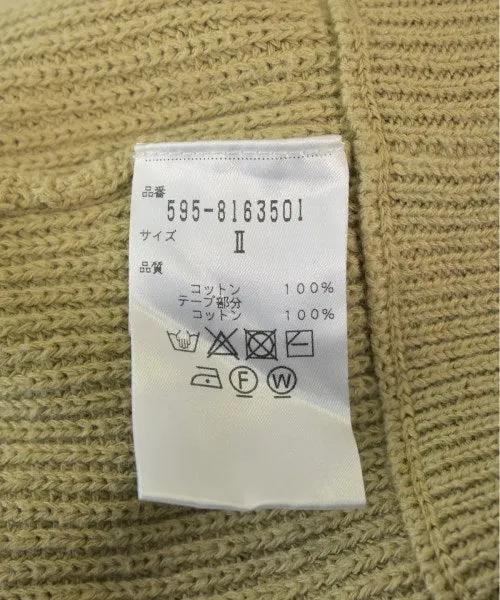 品番
595-8163501
サイズ
II
品質
コットン 100%
テープ部分
コットン 100%
F W